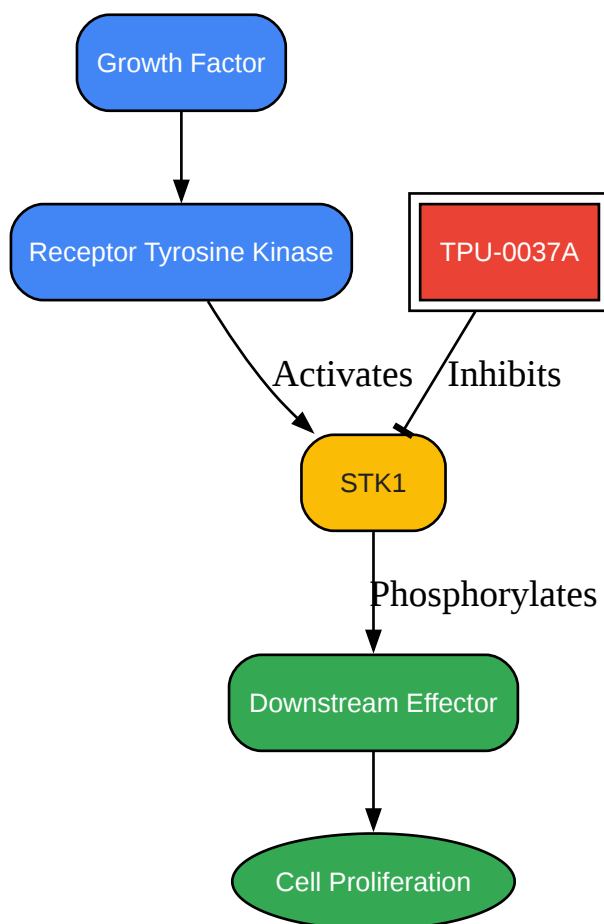 Growth Factor
Receptor Tyrosine Kinase
TPU-0037A
Activates
Inhibits
STK1
Phosphorylates
Downstream Effector
Cell Proliferation